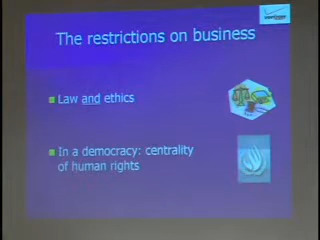 The restrictions on business
Law and ethics
In a democracy: centrality
of human rights